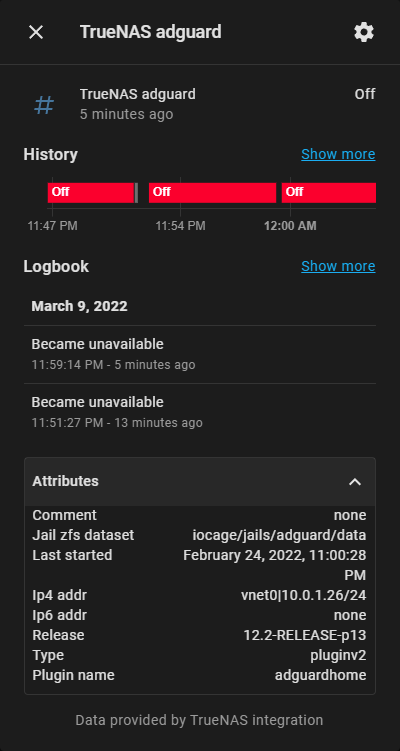 TrueNAS adguard
TrueNAS adguard Off
5 minutes ago
History Show more
Off Off Off
11:47 PM 11:54 PM 12:00 AM
Logbook Show more
March 9, 2022
Became unavailable
11:59:14 PM - 5 minutes ago
Became unavailable
11:51:27 PM - 13 minutes ago
Attributes
Comment none
Jail zfs dataset iocage/jails/adguard/data
Last started February 24, 2022, 11:00:28
PM
Ip4 addr vnet0|10.0.1.26/24
Ip6 addr none
Release 12.2-RELEASE-p13
Type pluginv2
Plugin name adguardhome
Data provided by TrueNAS integration